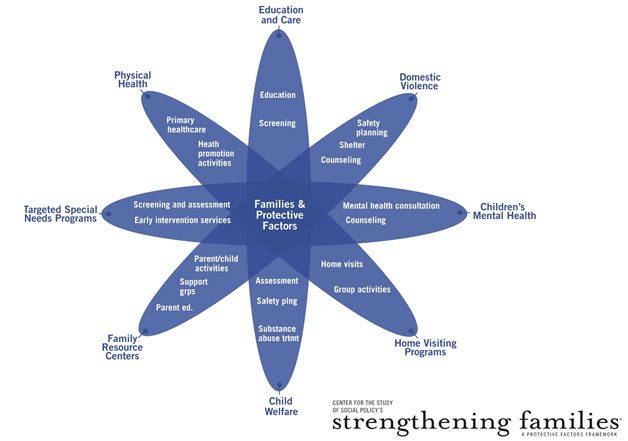 Education
and Care
Education
Screening
Domestic
Violence
Safety
planning
Shelter
Counseling
Children's
Mental Health
Mental health consultation
Counseling
Home Visiting
Programs
Home visits
Group activities
Child
Welfare
Assessment
Safety plng
Substance
abuse trtmt
Family
Resource
Centers
Parent/child
activities
Support
grps
Parent ed.
Targeted Special
Needs Programs
Screening and assessment
Early intervention services
Physical
Health
Primary
healthcare
Heath
promotion
activities
Families &
Protective
Factors
CENTER FOR THE STUDY
OF SOCIAL POLICY'S
strengthening families™
A PROTECTIVE FACTORS FRAMEWORK